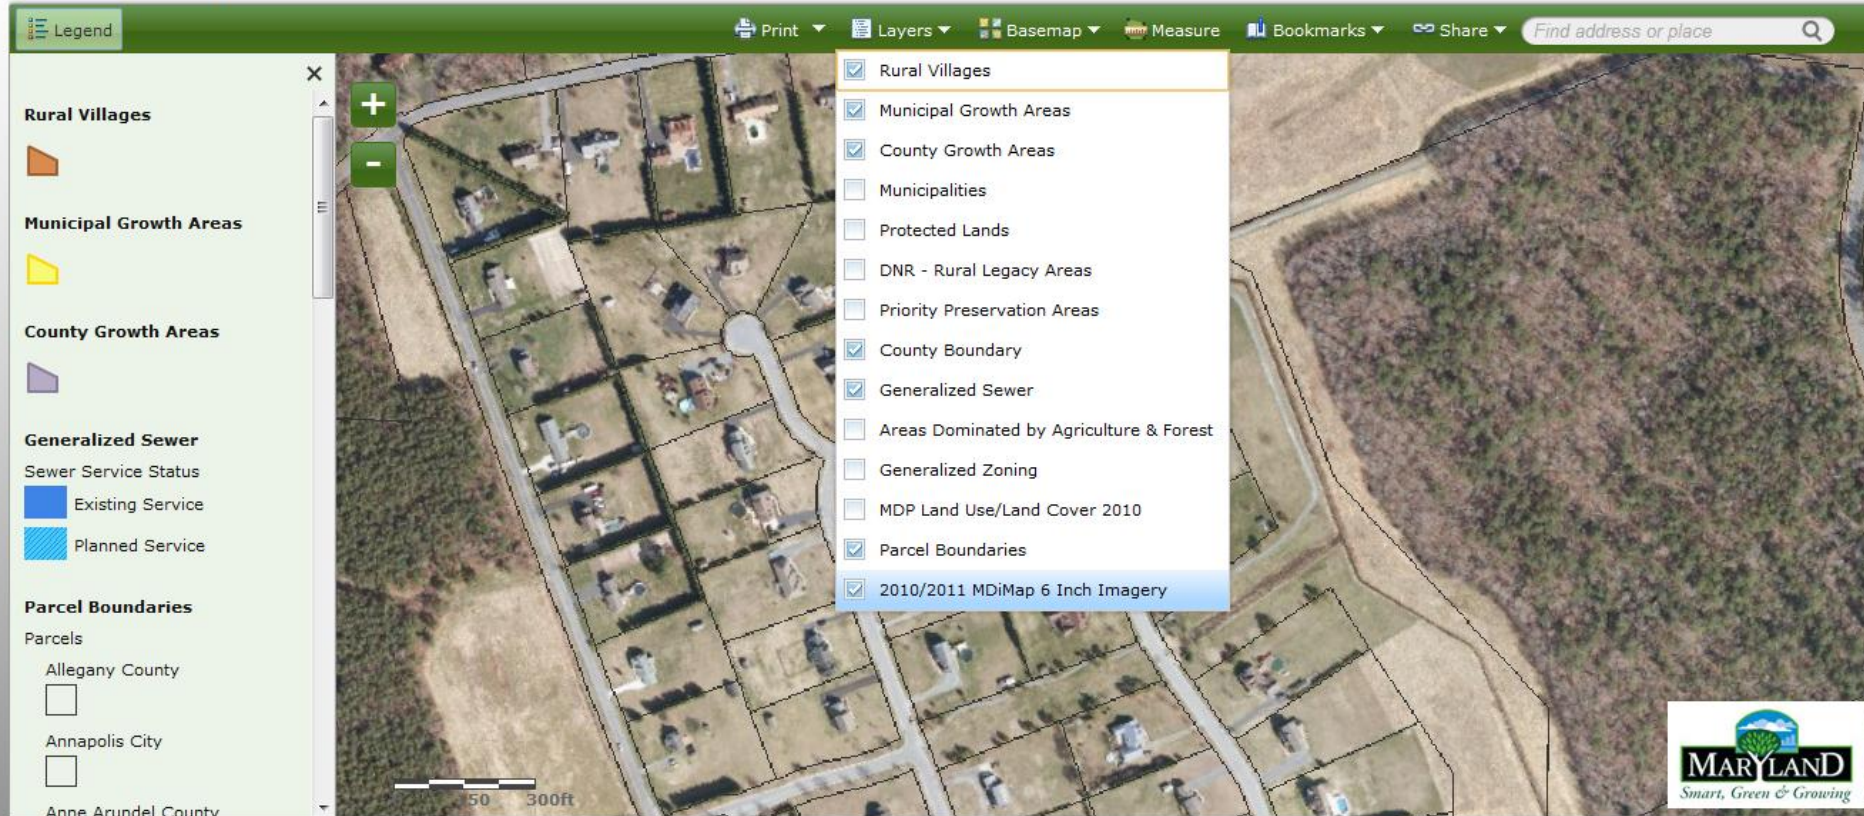 Legend
Print
Layers
Basemap
Measure
Bookmarks
Share
Find address or place
Rural Villages
Municipal Growth Areas
County Growth Areas
Generalized Sewer
Sewer Service Status
Existing Service
Planned Service
Parcel Boundaries
Parcels
Allegany County
Annapolis City
Anne Arundel County
+
-
Rural Villages
Municipal Growth Areas
County Growth Areas
Municipalities
Protected Lands
DNR - Rural Legacy Areas
Priority Preservation Areas
County Boundary
Generalized Sewer
Areas Dominated by Agriculture & Forest
Generalized Zoning
MDP Land Use/Land Cover 2010
Parcel Boundaries
2010/2011 MDiMap 6 Inch Imagery
300ft
MARYLAND
Smart, Green & Growing